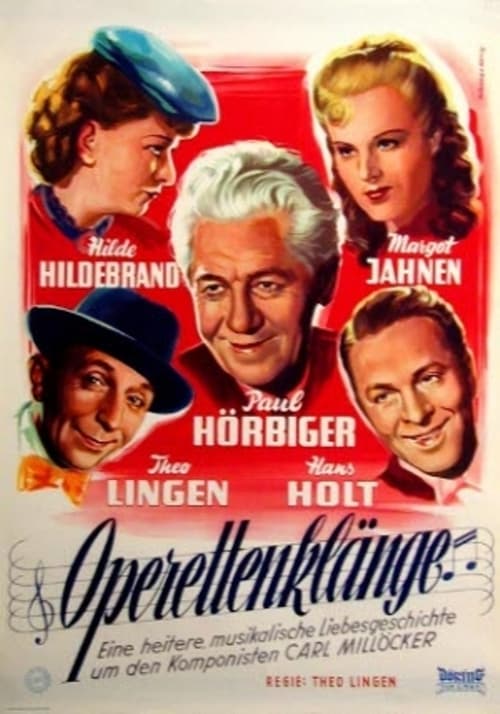 Hilde
HILDEBRAND
Margot
JAHNEN
Paul
HÖRBIGER
Theo
LINGEN
Hans
HOLT
Operettenklänge
Eine heitere, musikalische Liebesgeschichte
um den Komponisten CARL MILLÖCKER
REGIE: THEO LINGEN
DÖRING